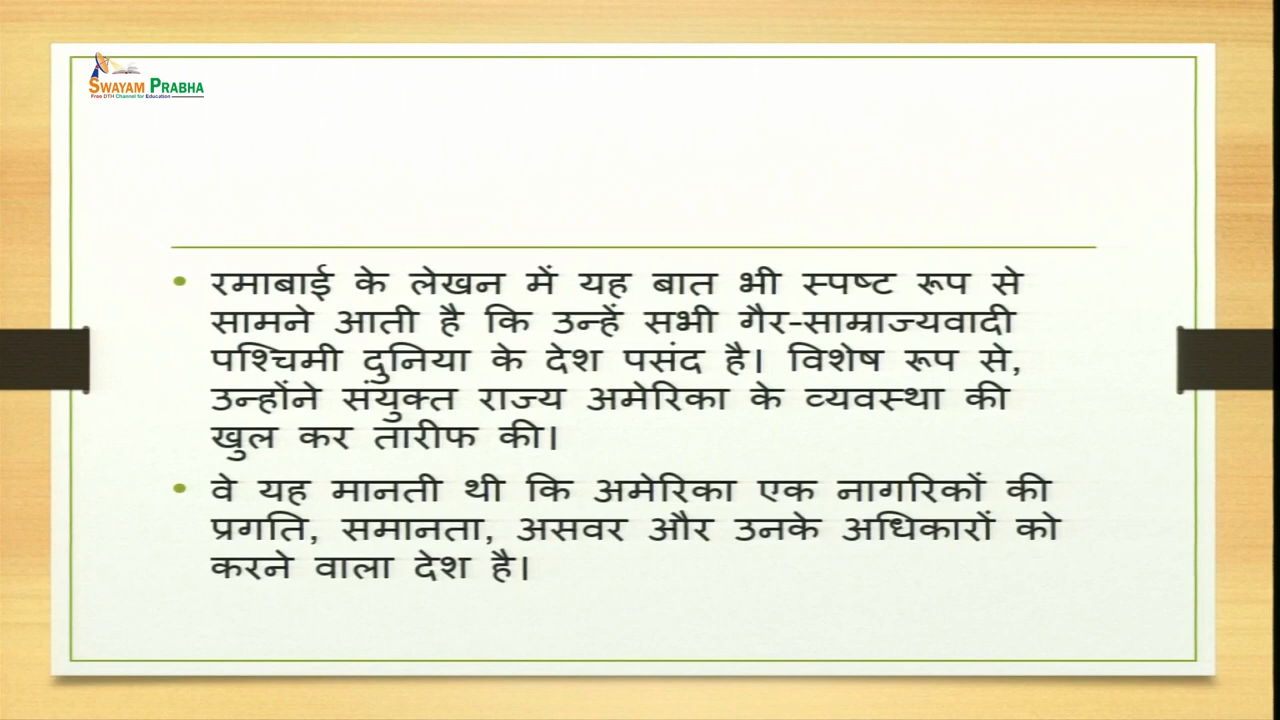 SWAYAM PRABHA
Free DTH Channel for Education
• रमाबाई के लेखन में यह बात भी स्पष्ट रूप से
सामने आती है कि उन्हें सभी गैर-साम्राज्यवादी
पश्चिमी दुनिया के देश पसंद है। विशेष रूप से,
उन्होंने संयुक्त राज्य अमेरिका के व्यवस्था की
खुल कर तारीफ की।
• वे यह मानती थी कि अमेरिका एक नागरिकों की
प्रगति, समानता, असवर और उनके अधिकारों को
करने वाला देश है।